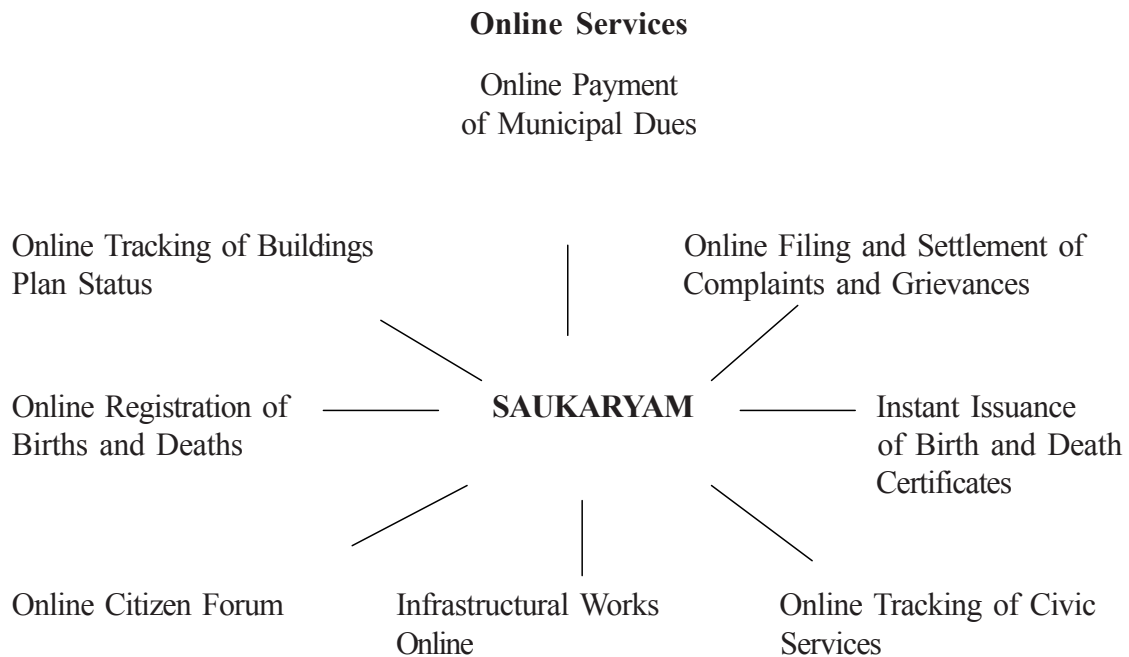 Online Services
Online Payment
of Municipal Dues
Online Tracking of Buildings
Plan Status
Online Filing and Settlement of
Complaints and Grievances
Online Registration of
Births and Deaths
SAUKARYAM
Instant Issuance
of Birth and Death
Certificates
Online Citizen Forum
Infrastructural Works
Online
Online Tracking of Civic
Services